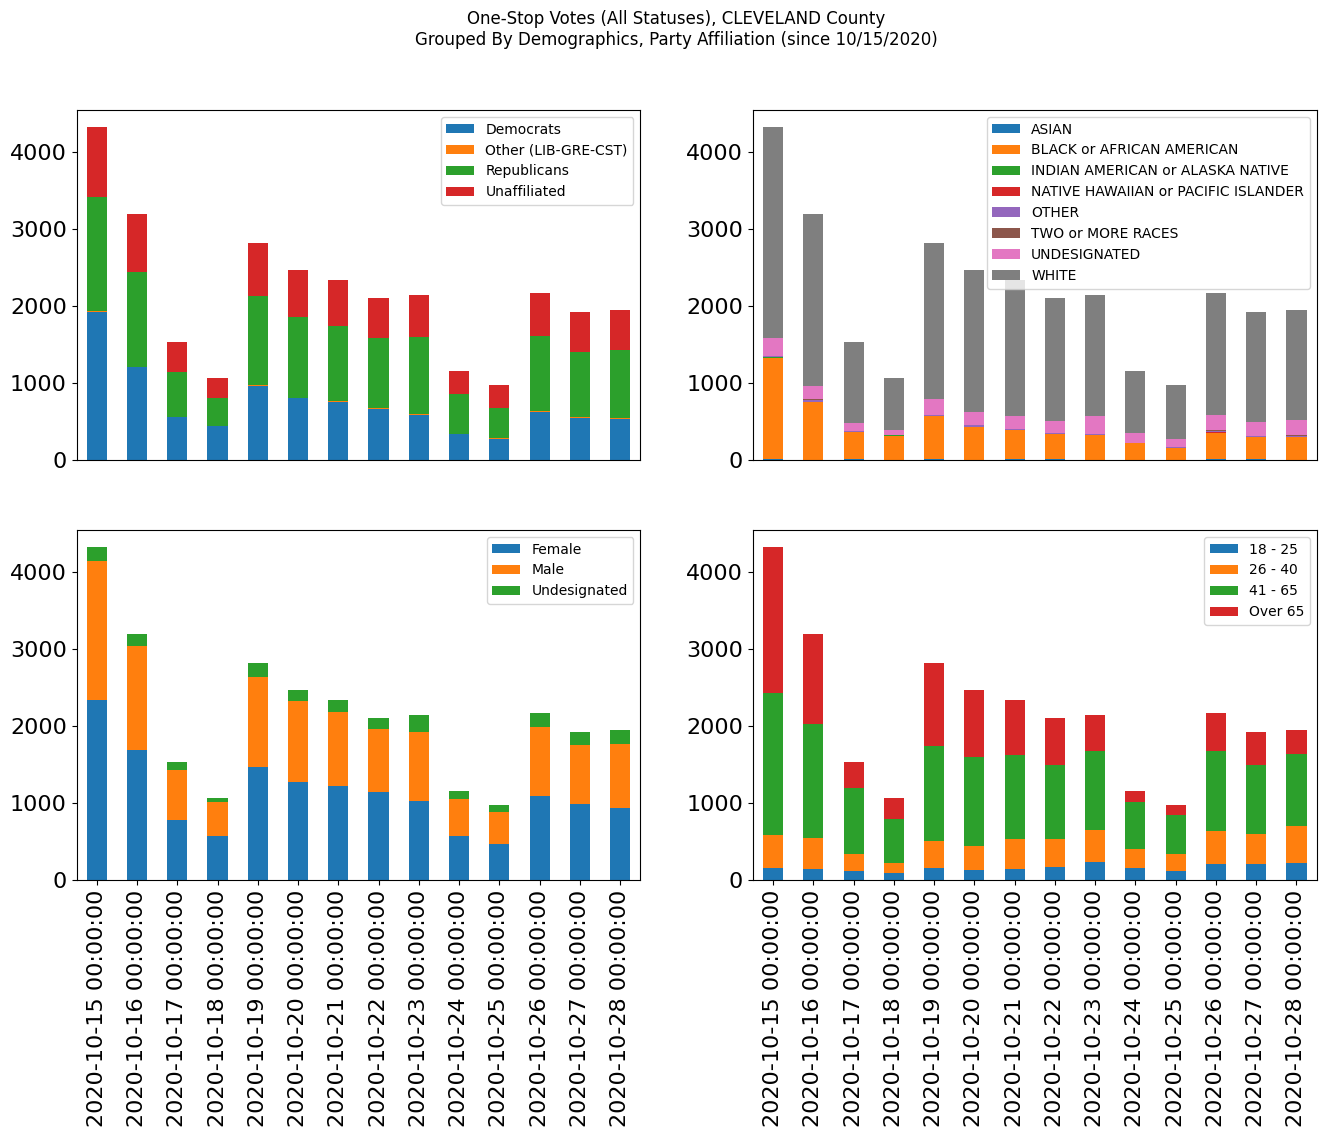 One-Stop Votes (All Statuses), CLEVELAND County
Grouped By Demographics, Party Affiliation (since 10/15/2020)
4000
3000
2000
1000
0
Democrats
Other (LIB-GRE-CST)
Republicans
Unaffiliated
4000
3000
2000
1000
0
ASIAN
BLACK or AFRICAN AMERICAN
INDIAN AMERICAN or ALASKA NATIVE
NATIVE HAWAIIAN or PACIFIC ISLANDER
OTHER
TWO or MORE RACES
UNDESIGNATED
WHITE
4000
3000
2000
1000
0
Female
Male
Undesignated
2020-10-15 00:00:00
2020-10-16 00:00:00
2020-10-17 00:00:00
2020-10-18 00:00:00
2020-10-19 00:00:00
2020-10-20 00:00:00
2020-10-21 00:00:00
2020-10-22 00:00:00
2020-10-23 00:00:00
2020-10-24 00:00:00
2020-10-25 00:00:00
2020-10-26 00:00:00
2020-10-27 00:00:00
2020-10-28 00:00:00
4000
3000
2000
1000
0
18 - 25
26 - 40
41 - 65
Over 65
2020-10-15 00:00:00
2020-10-16 00:00:00
2020-10-17 00:00:00
2020-10-18 00:00:00
2020-10-19 00:00:00
2020-10-20 00:00:00
2020-10-21 00:00:00
2020-10-22 00:00:00
2020-10-23 00:00:00
2020-10-24 00:00:00
2020-10-25 00:00:00
2020-10-26 00:00:00
2020-10-27 00:00:00
2020-10-28 00:00:00